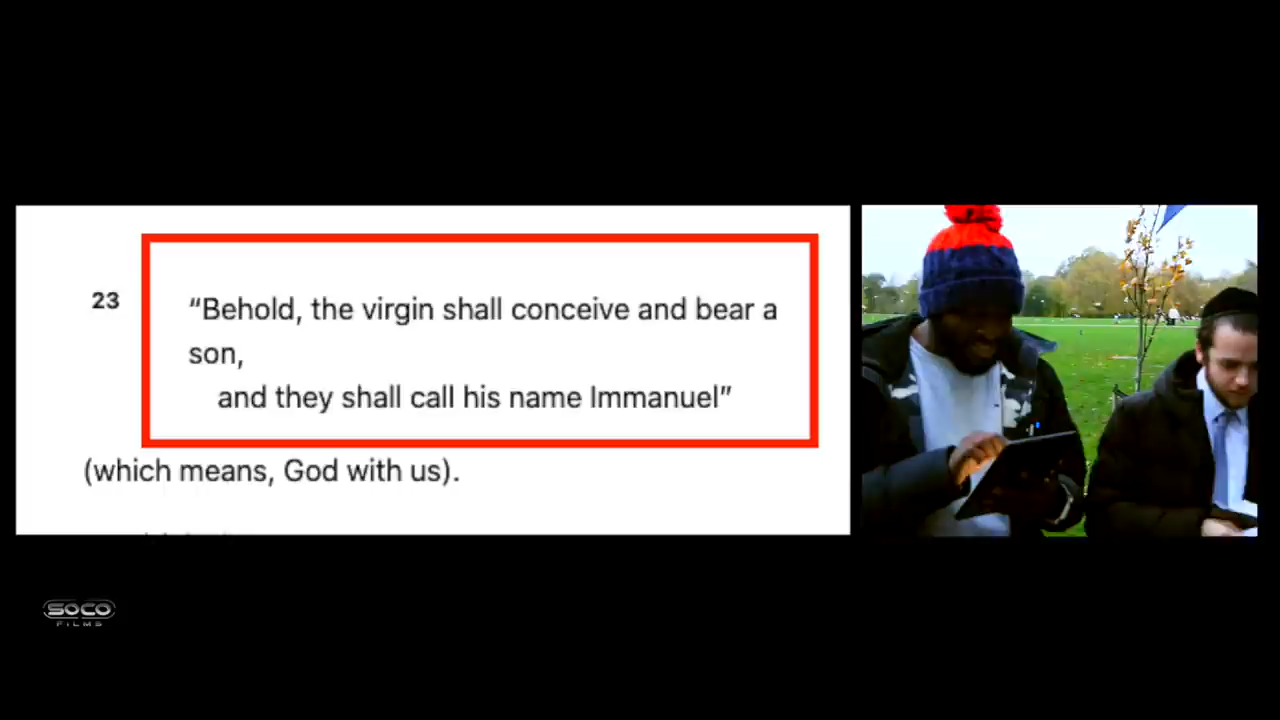 23
“Behold, the virgin shall conceive and bear a
son,
and they shall call his name Immanuel”
(which means, God with us).
SOCO
FILMS